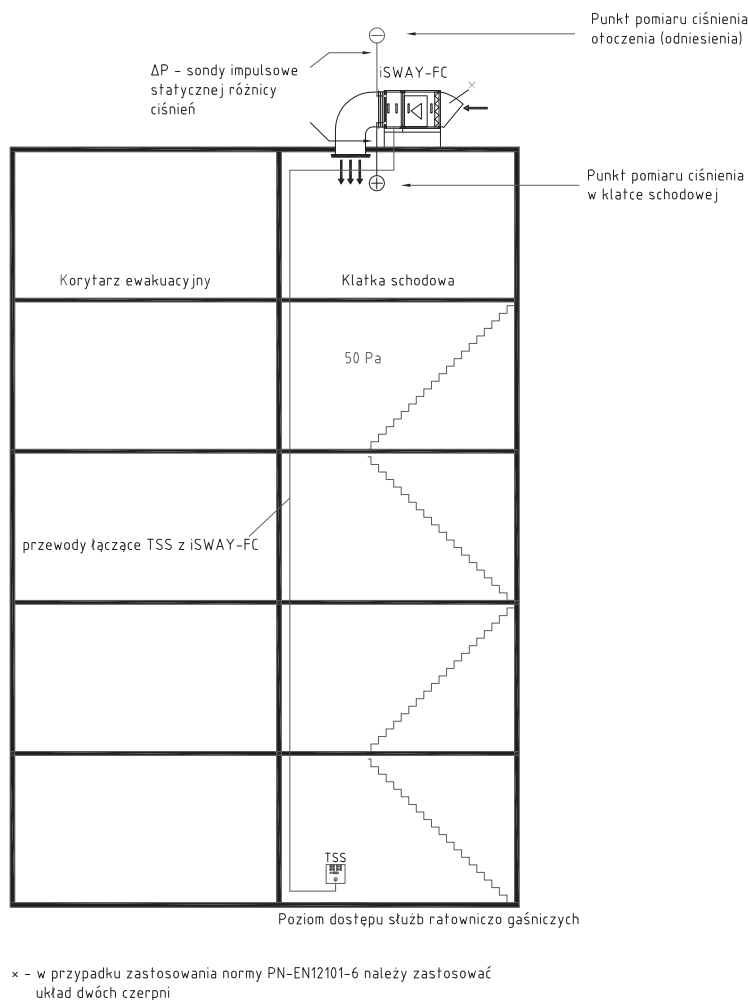 Punkt pomiaru ciśnienia
otoczenia (odniesienia)
ΔP - sondy impulsowe
statycznej różnicy
ciśnień
iSWAY-FC
×
Punkt pomiaru ciśnienia
w klatce schodowej
Korytarz ewakuacyjny
Klatka schodowa
50 Pa
przewody łączące TSS z iSWAY-FC
TSS
Poziom dostępu służb ratowniczo gaśniczych
× - w przypadku zastosowania normy PN-EN12101-6 należy zastosować
układ dwóch czerpni